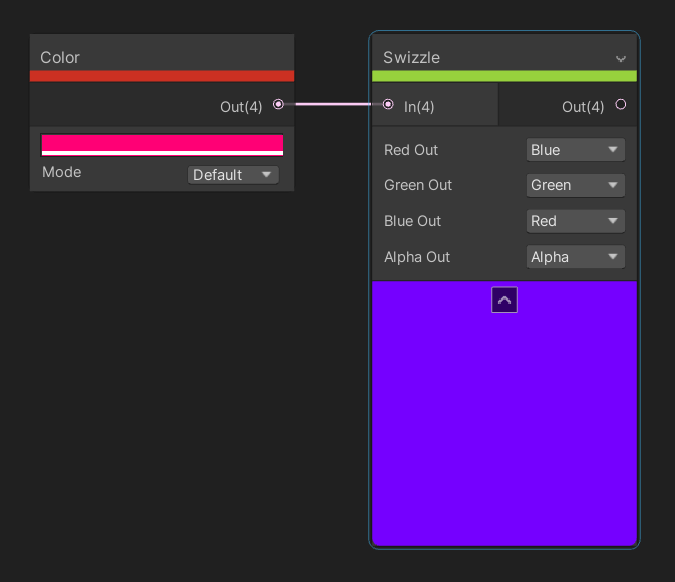 Color
Out(4)
Mode
Default
Swizzle
In(4)
Out(4)
Red Out
Blue
Green Out
Green
Blue Out
Red
Alpha Out
Alpha